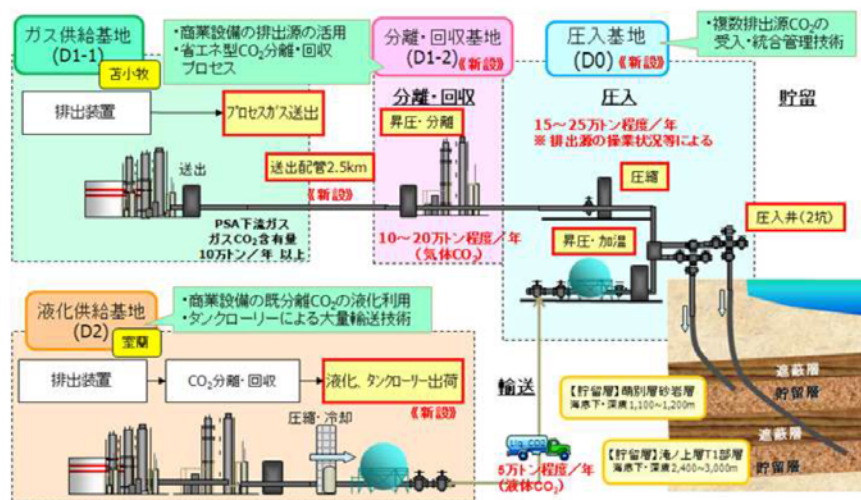 ガス供給基地
(D1-1)
苫小牧
・商業設備の排出源の活用
・省エネ型CO₂分離・回収
プロセス
分離・回収基地
(D1-2)
《新設》
圧入基地
(D0)
《新設》
・複数排出源CO₂の
受入・統合管理技術
排出装置
プロセスガス送出
分離・回収
昇圧・分離
圧入
15～25万トン程度／年
※ 排出源の操業状況等による
貯留
送出
送出配管2.5km
《新設》
圧縮
圧入井(2坑)
PSA下流ガス
ガスCO₂含有量
10万トン／年 以上
10～20万トン程度／年
(気体CO₂)
昇圧・加温
液化供給基地
(D2)
室蘭
・商業設備の既分離CO₂の液化利用
・タンクローリーによる大量輸送技術
排出装置
CO₂分離・回収
液化、タンクローリー出荷
《新設》
圧縮・冷却
輸送
Liq. CO2
5万トン程度／年
(液体CO₂)
遮蔽層
貯留層
遮蔽層
貯留層
【貯留層】萌別層砂岩層
海底下・深度1,100~1,200m
【貯留層】滝ノ上層T1部層
海底下・深度2,400~3,000m